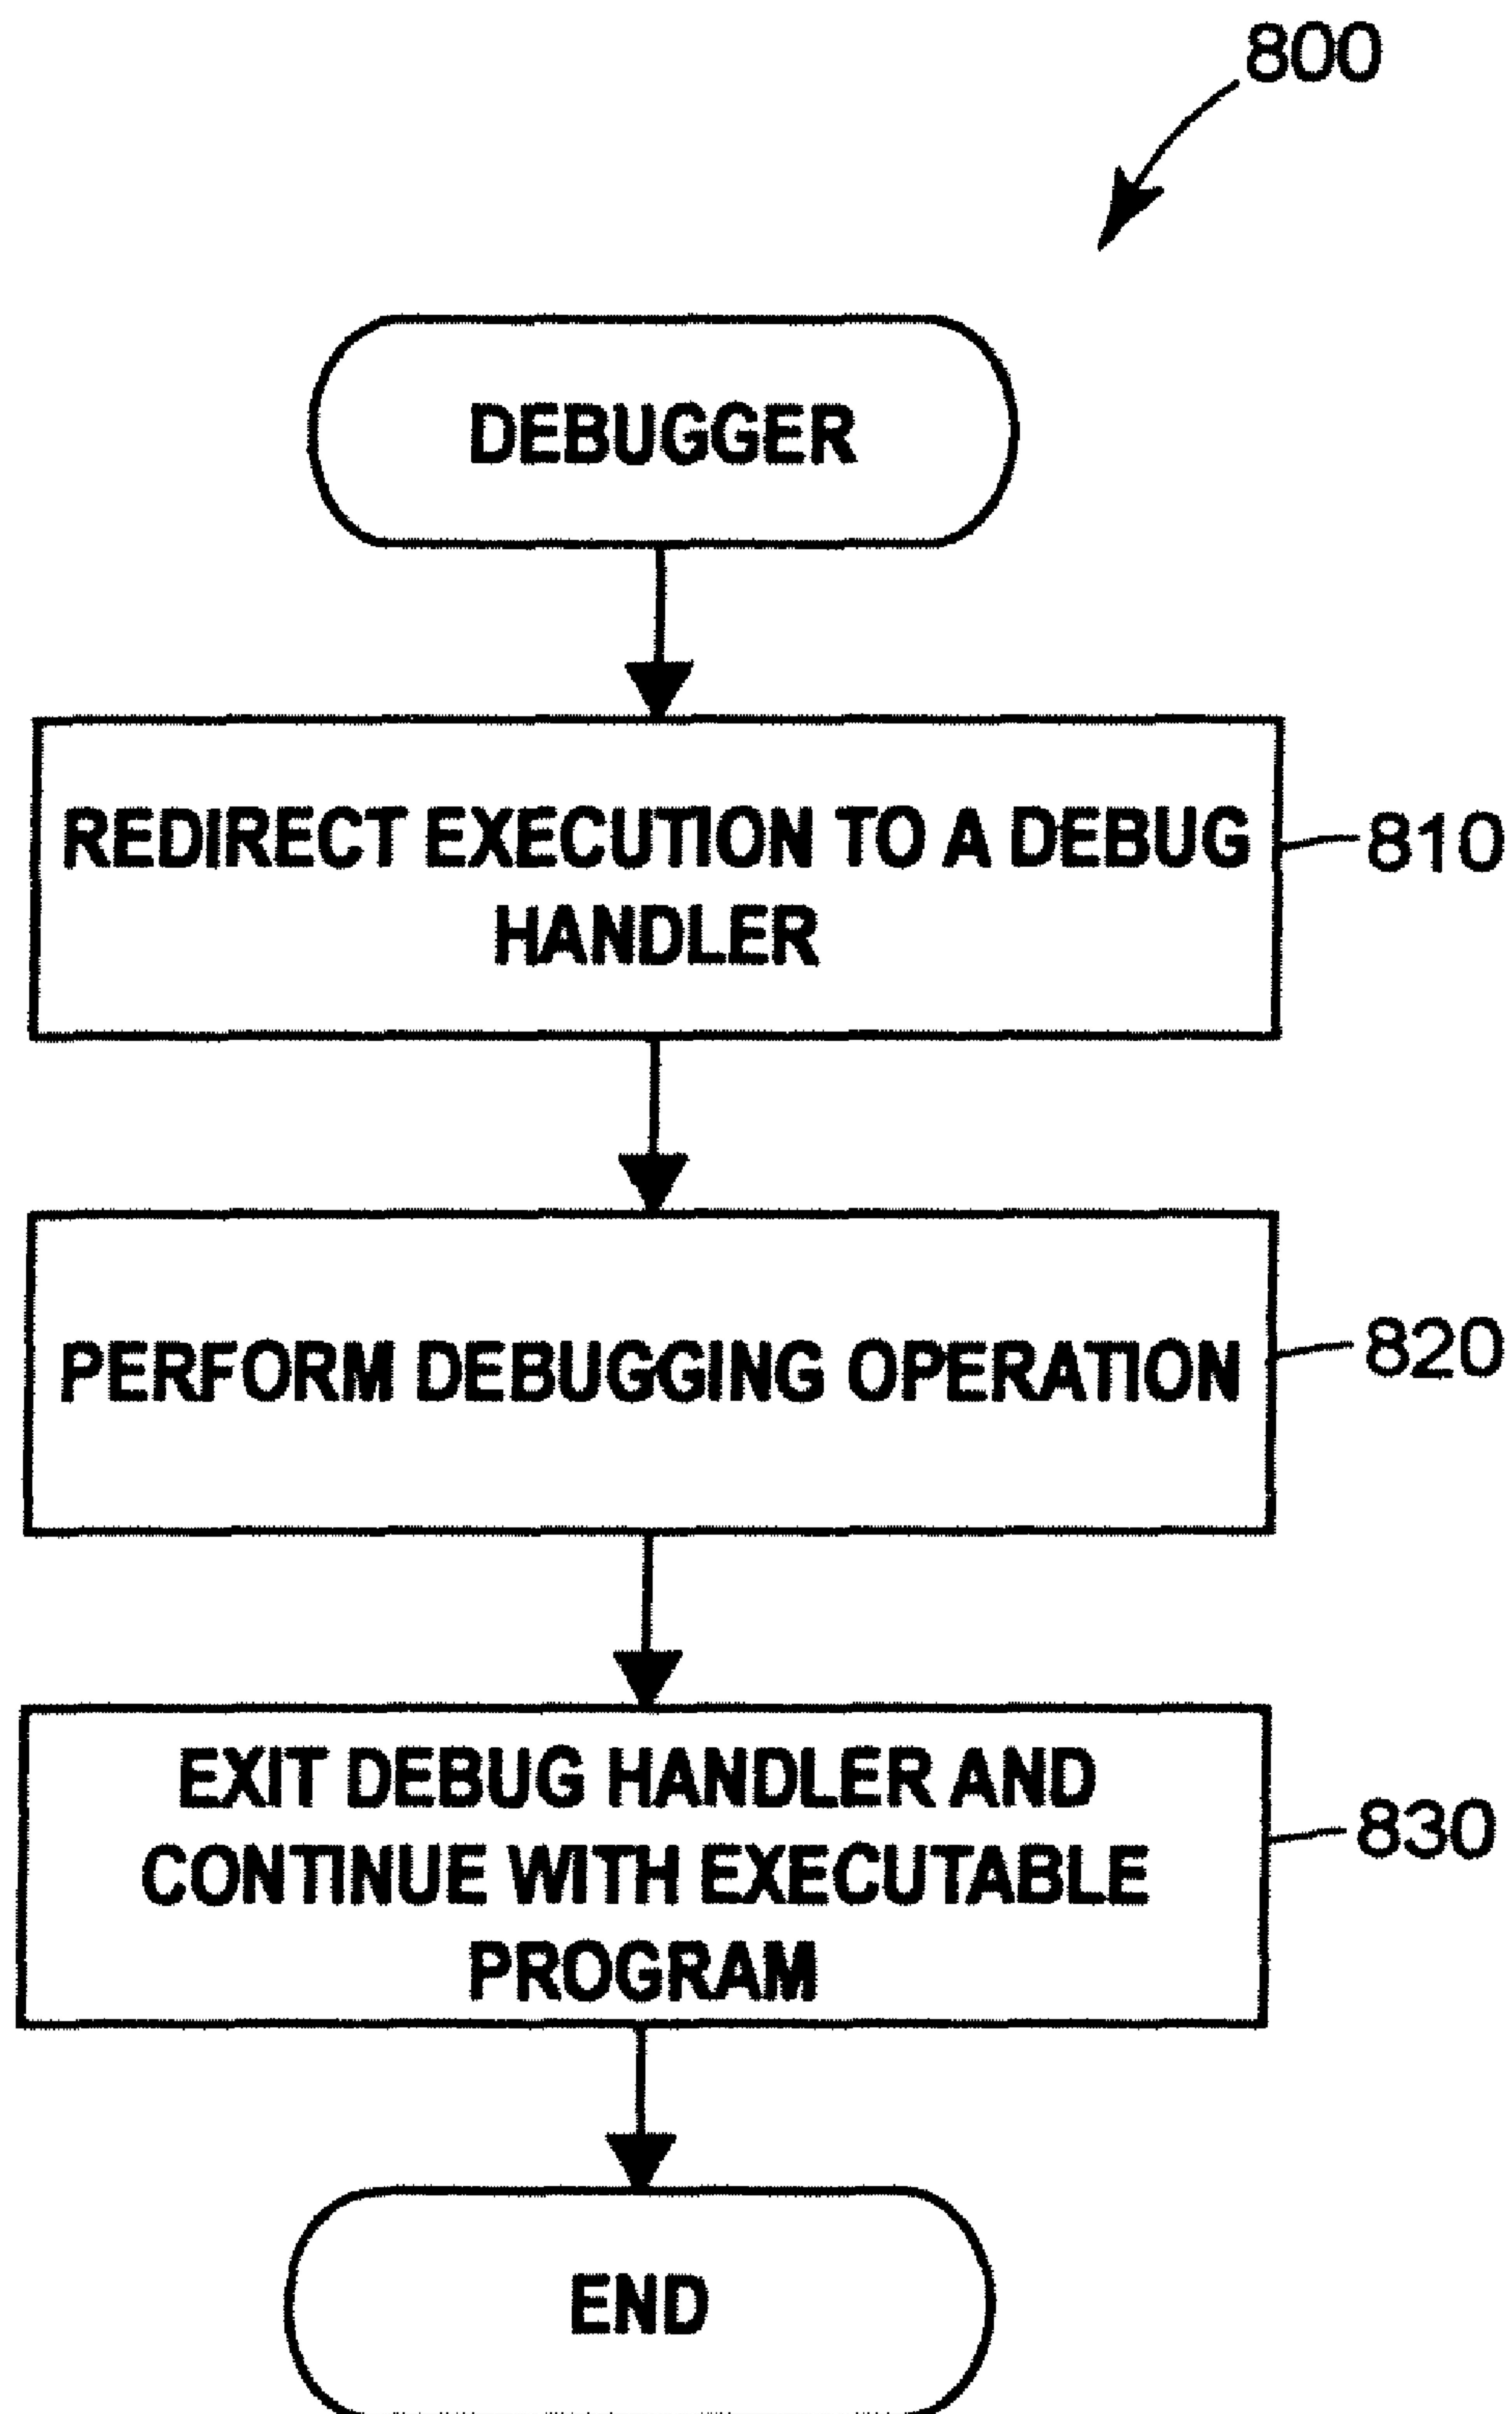 800
DEBUGGER
REDIRECT EXECUTION TO A DEBUG
HANDLER
810
PERFORM DEBUGGING OPERATION
820
EXIT DEBUG HANDLER AND
CONTINUE WITH EXECUTABLE
PROGRAM
830
END